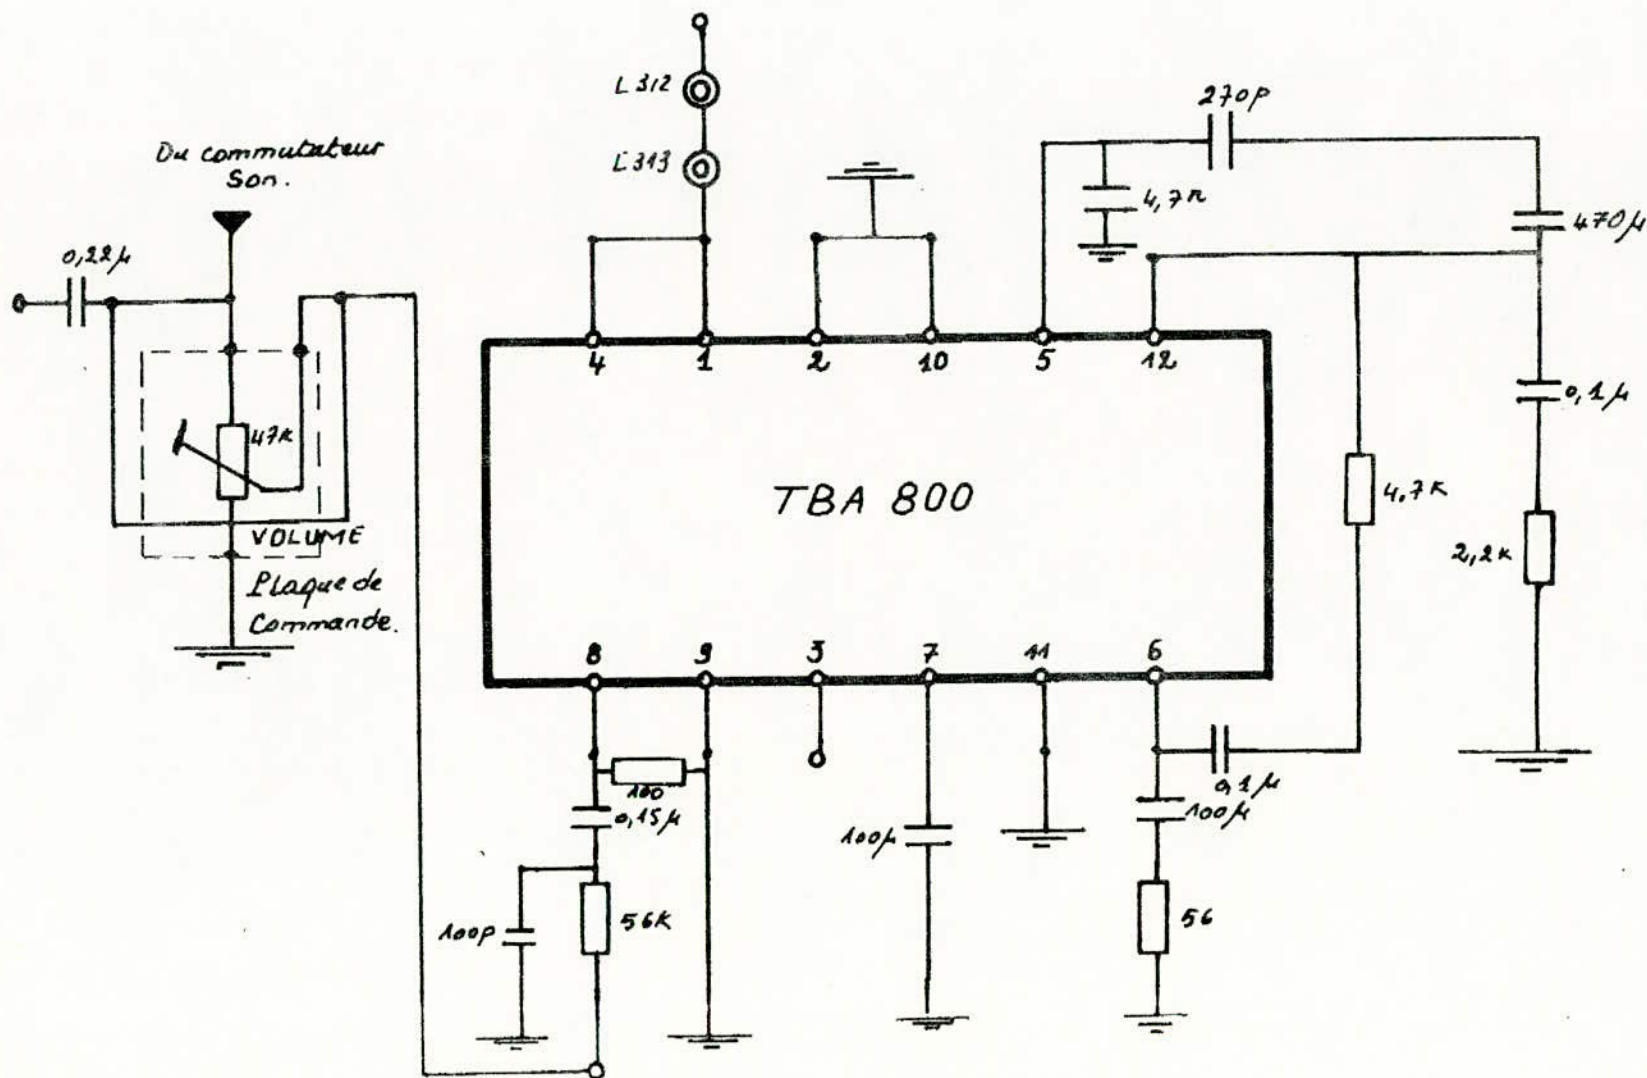 L 312
L 313
270p
Du commutateur
Son.
4,7n
470µ
0,22µ
4 1 2 10 5 12
0,1µ
47K
4,7K
TBA 800
2,2K
VOLUME
Plaque de
Commande.
8 9 3 7 11 6
100
0,15µ
0,1µ
100µ
100µ
56K
56
100p